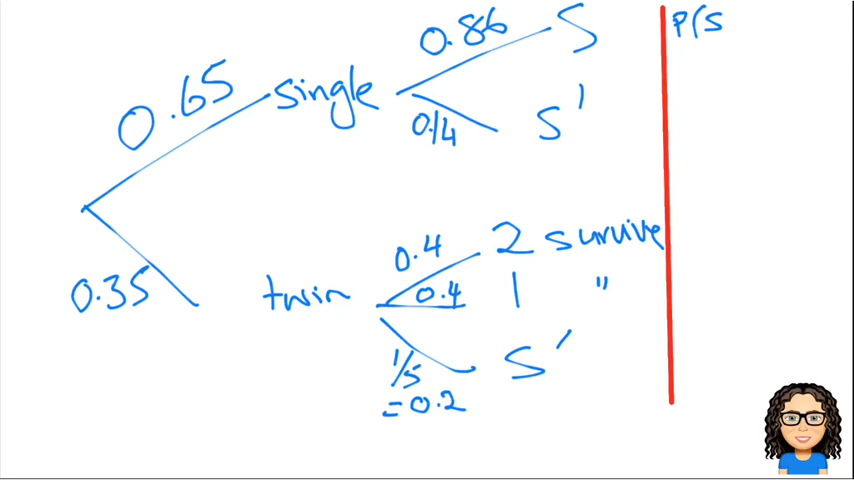 0.86 S P(S
0.65 single
0.14 S'
0.4 2 survive
0.35 twin 0.4 1 "
1/5 S'
=0.2